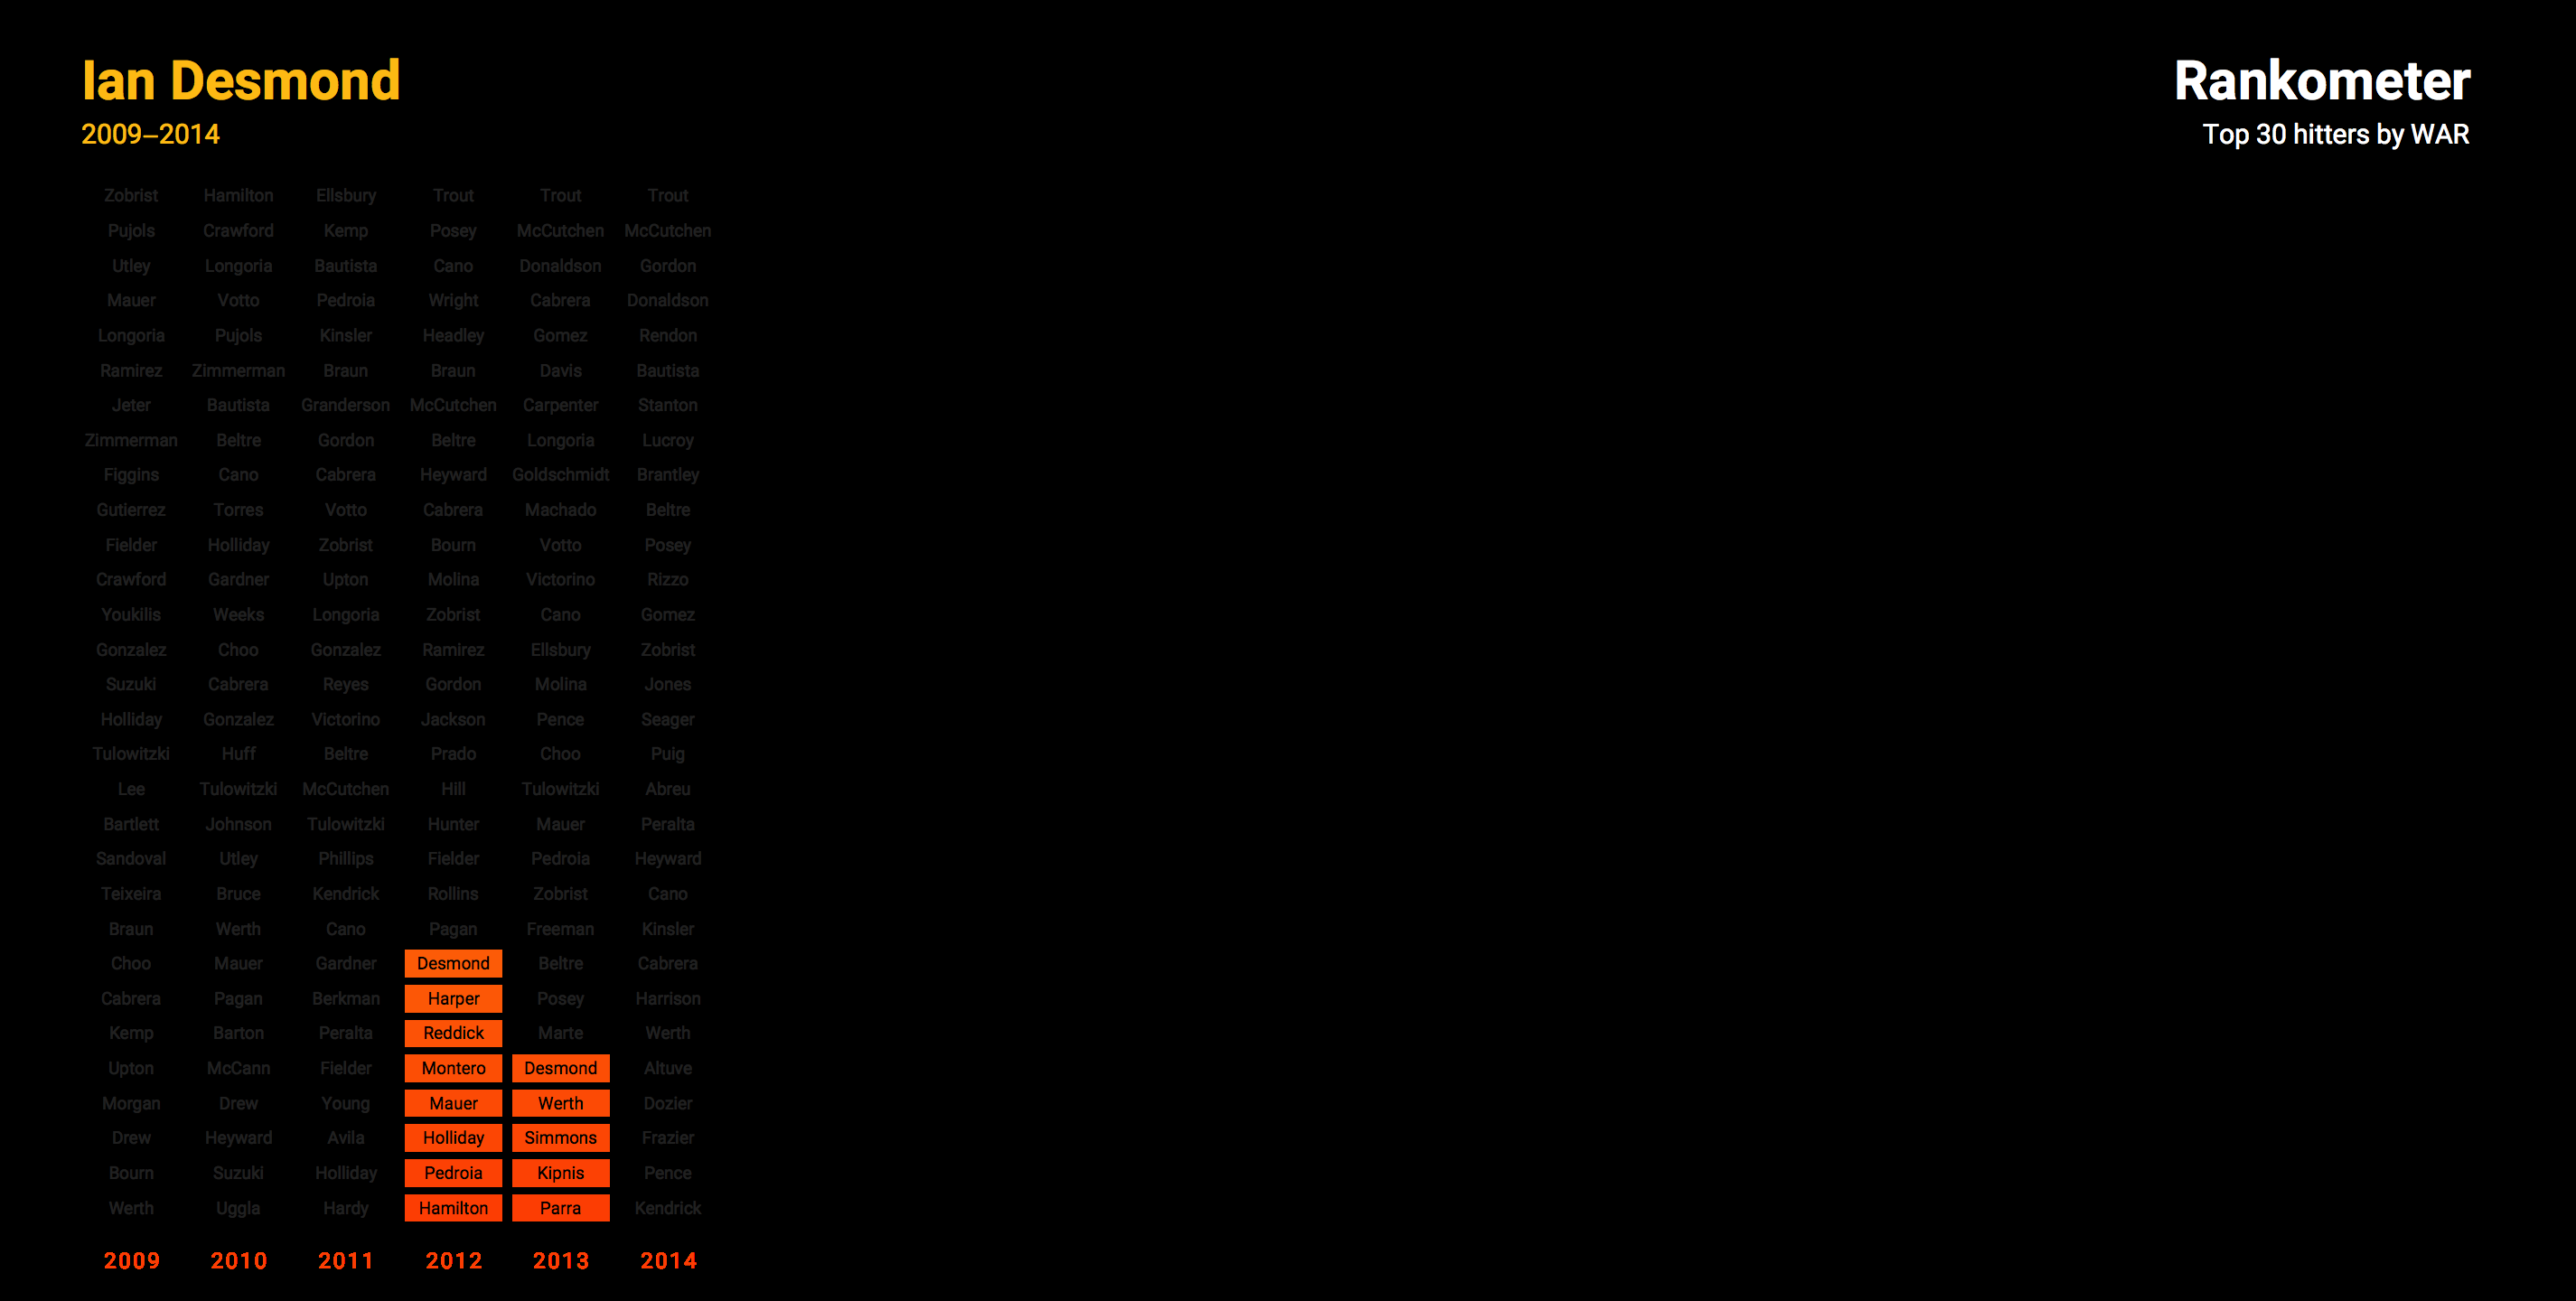 Ian Desmond
2009–2014
Rankometer
Top 30 hitters by WAR
Zobrist Hamilton Ellsbury Trout Trout Trout
Pujols Crawford Kemp Posey McCutchen McCutchen
Utley Longoria Bautista Cano Donaldson Gordon
Mauer Votto Pedroia Wright Cabrera Donaldson
Longoria Pujols Kinsler Headley Gomez Rendon
Ramirez Zimmerman Braun Braun Davis Bautista
Jeter Bautista Granderson McCutchen Carpenter Stanton
Zimmerman Beltre Gordon Beltre Longoria Lucroy
Figgins Cano Cabrera Heyward Goldschmidt Brantley
Gutierrez Torres Votto Cabrera Machado Beltre
Fielder Holliday Zobrist Bourn Votto Posey
Crawford Gardner Upton Molina Victorino Rizzo
Youkilis Weeks Longoria Zobrist Cano Gomez
Gonzalez Choo Gonzalez Ramirez Ellsbury Zobrist
Suzuki Cabrera Reyes Gordon Molina Jones
Holliday Gonzalez Victorino Jackson Pence Seager
Tulowitzki Huff Beltre Prado Choo Puig
Lee Tulowitzki McCutchen Hill Tulowitzki Abreu
Bartlett Johnson Tulowitzki Hunter Mauer Peralta
Sandoval Utley Phillips Fielder Pedroia Heyward
Teixeira Bruce Kendrick Rollins Zobrist Cano
Braun Werth Cano Pagan Freeman Kinsler
Choo Mauer Gardner Desmond Beltre Cabrera
Cabrera Pagan Berkman Harper Posey Harrison
Kemp Barton Peralta Reddick Marte Werth
Upton McCann Fielder Montero Desmond Altuve
Morgan Drew Young Mauer Werth Dozier
Drew Heyward Avila Holliday Simmons Frazier
Bourn Suzuki Holliday Pedroia Kipnis Pence
Werth Uggla Hardy Hamilton Parra Kendrick
2009 2010 2011 2012 2013 2014